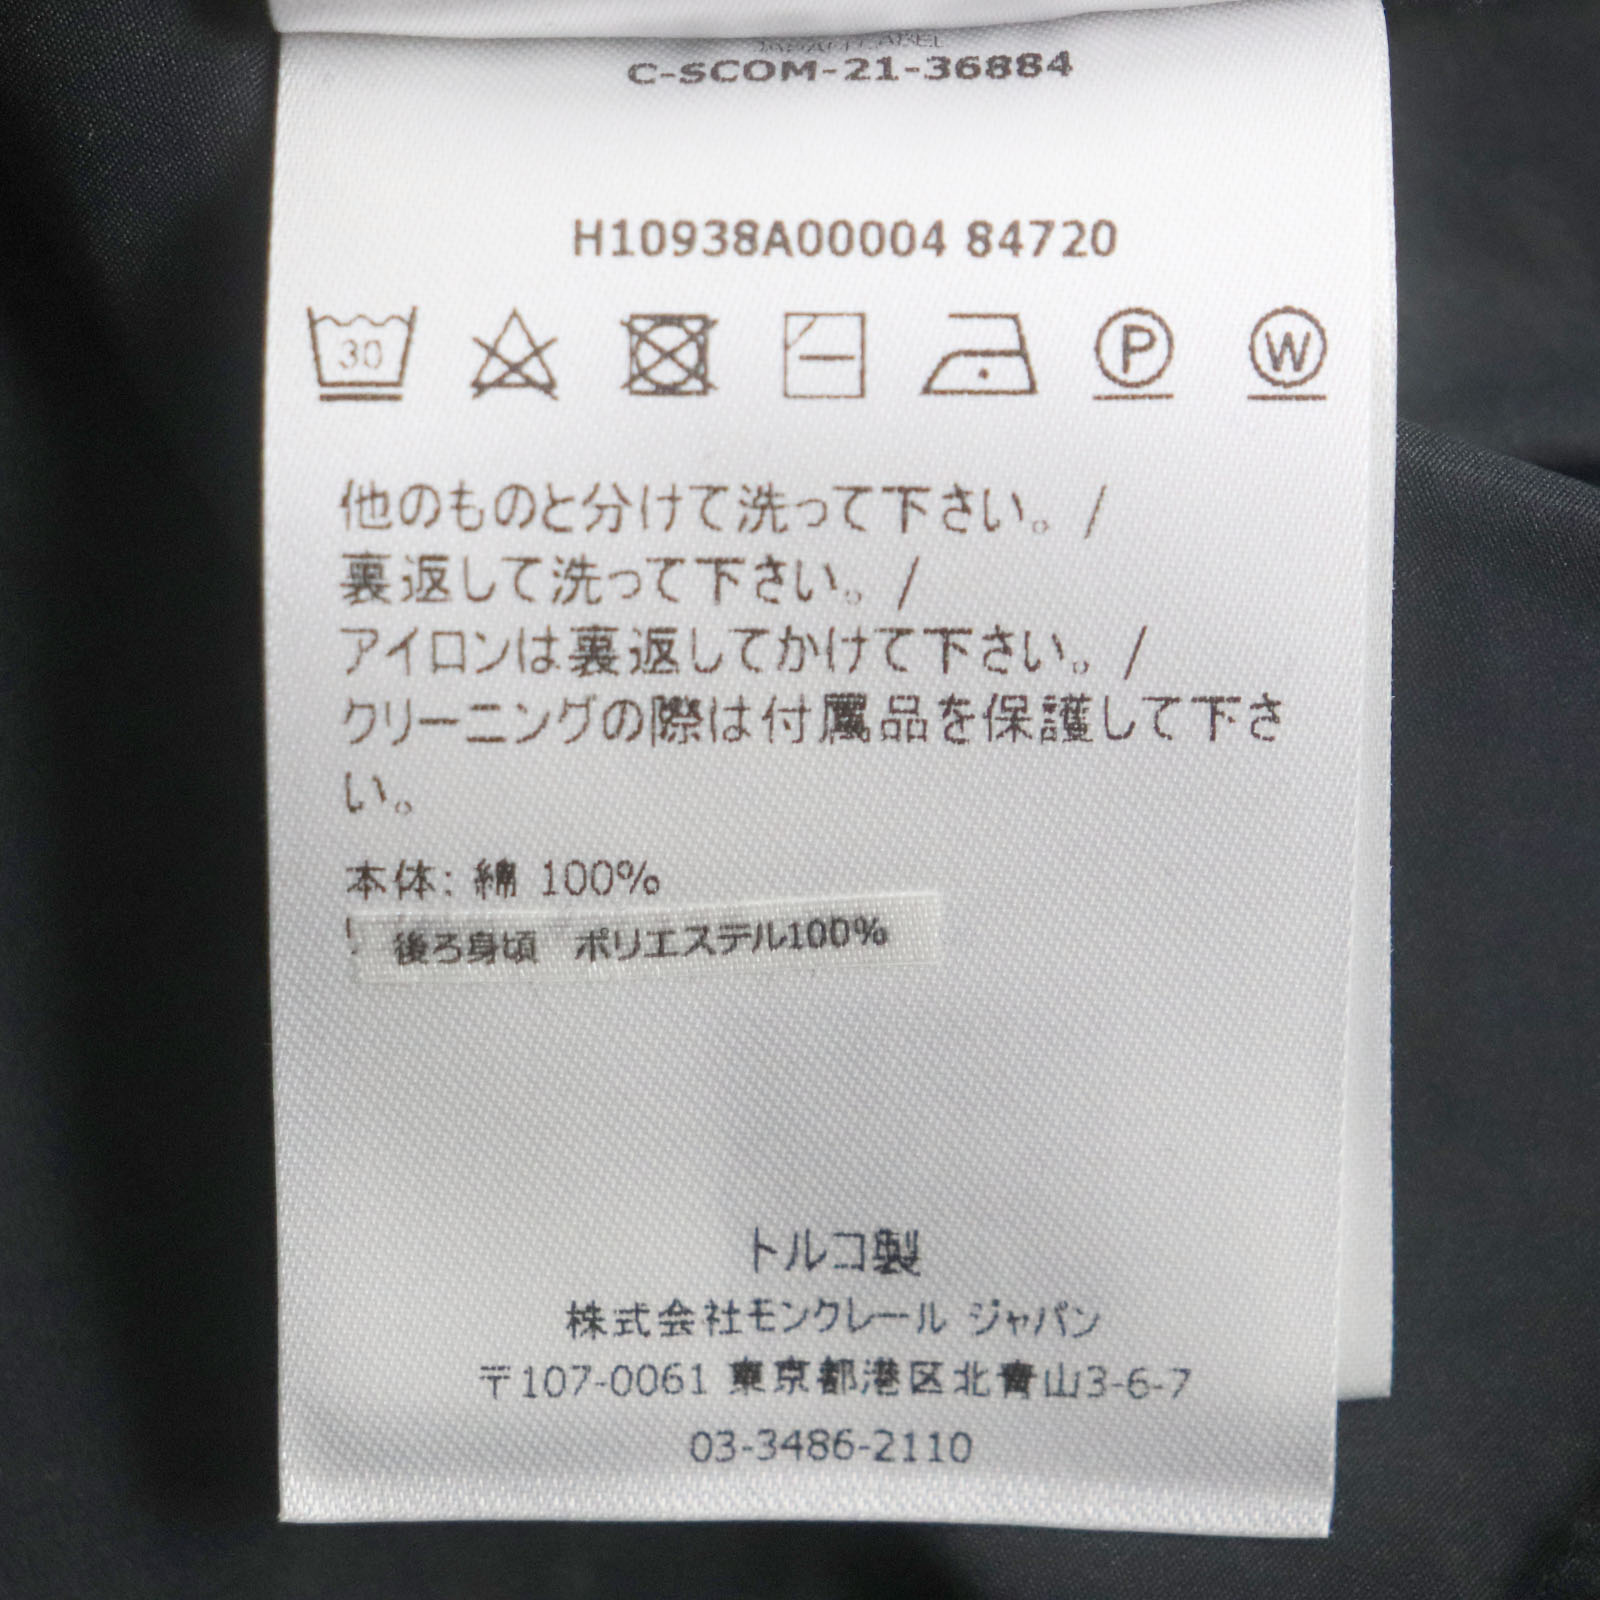 JAPAN LABEL
C-SCOM-21-36884
H10938A00004 84720
30
P
W
他のものと分けて洗って下さい。/
裏返して洗って下さい。/
アイロンは裏返してかけて下さい。/
クリーニングの際は付属品を保護して下さ
い。
本体: 綿 100%
後ろ身頃 ポリエステル100%
トルコ製
株式会社モンクレール ジャパン
〒107-0061 東京都港区北青山3-6-7
03-3486-2110